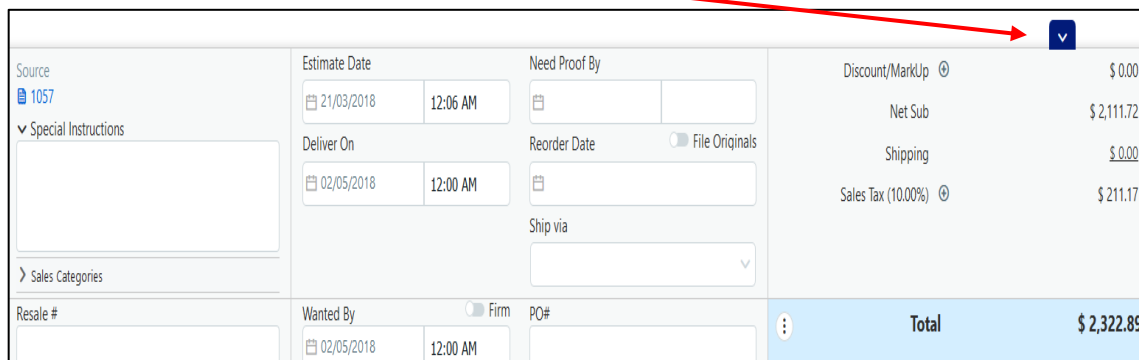 Source
1057
Special Instructions
Sales Categories
Resale #
Estimate Date
21/03/2018 12:06 AM
Deliver On
02/05/2018 12:00 AM
Wanted By Firm
02/05/2018 12:00 AM
Need Proof By
Reorder Date File Originals
Ship via
PO#
Discount/MarkUp $ 0.00
Net Sub $ 2,111.72
Shipping $ 0.00
Sales Tax (10.00%) $ 211.17
Total $ 2,322.89